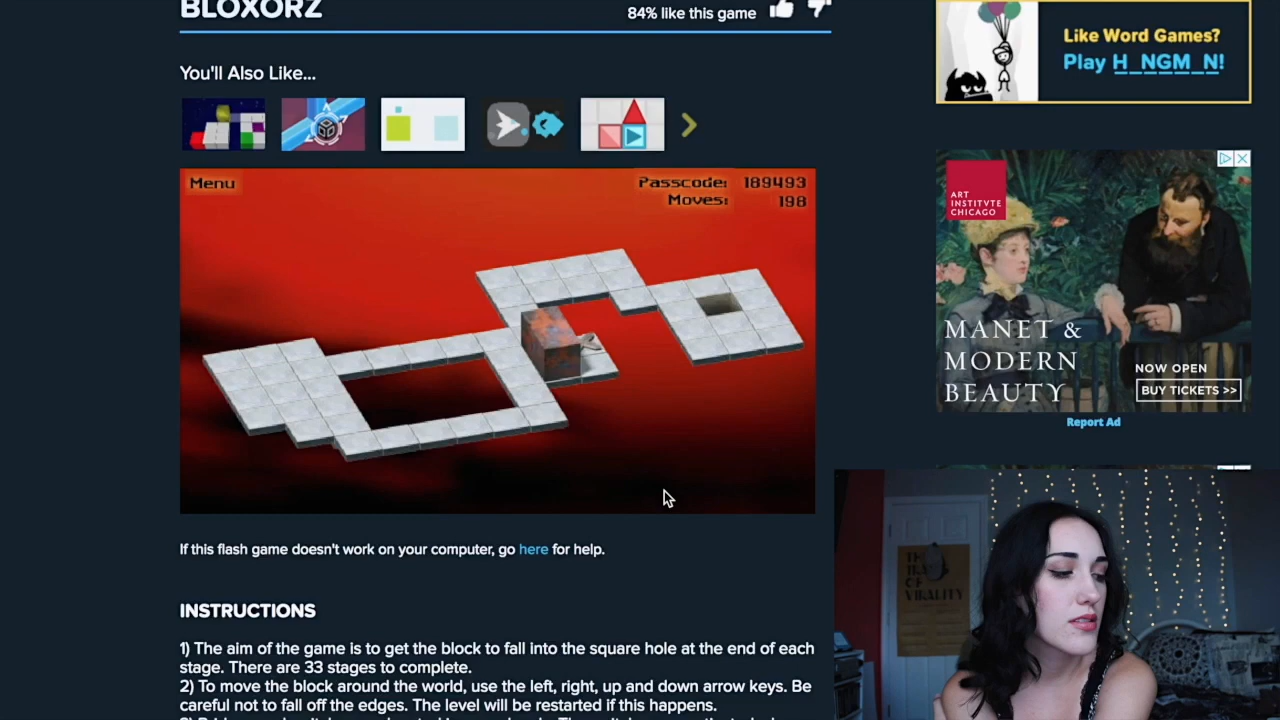 BLOXORZ
84% like this game
You'll Also Like...
Menu
Passcode: 189493
Moves: 198
If this flash game doesn't work on your computer, go here for help.
INSTRUCTIONS
1) The aim of the game is to get the block to fall into the square hole at the end of each
stage. There are 33 stages to complete.
2) To move the block around the world, use the left, right, up and down arrow keys. Be
careful not to fall off the edges. The level will be restarted if this happens.
Like Word Games?
Play H_NGM_N!
ART
INSTITVTE
CHICAGO
MANET &
MODERN
BEAUTY
NOW OPEN
BUY TICKETS >>
Report Ad
OF
VIRALITY